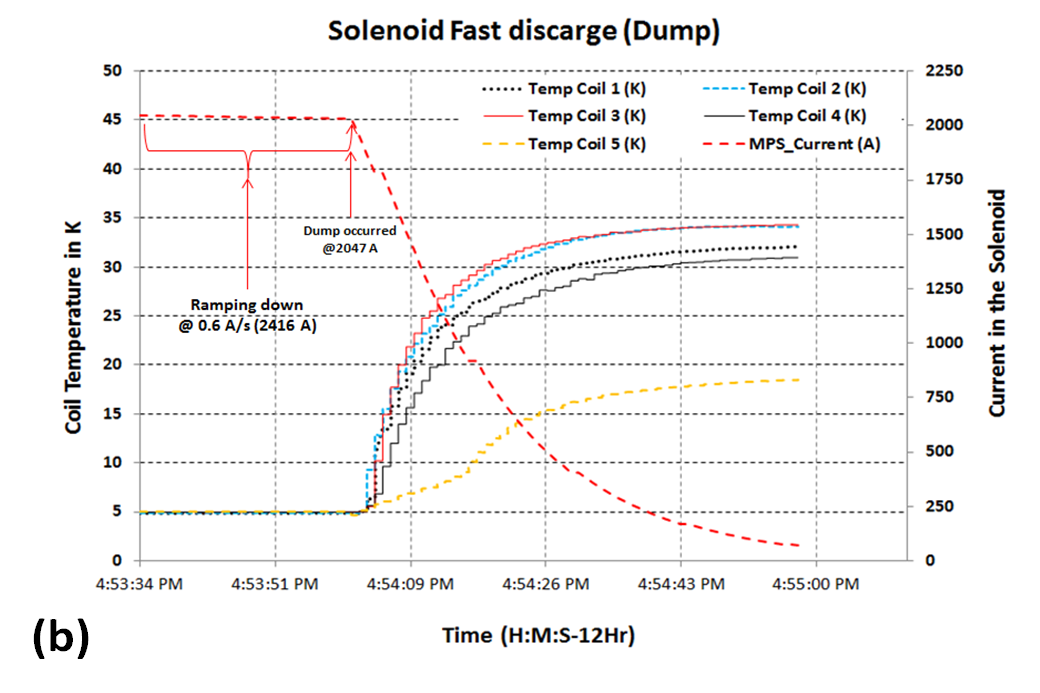 Solenoid Fast discarge (Dump)
50
45
40
35
30
25
20
15
10
5
0
Coil Temperature in K
2250
2000
1750
1500
1250
1000
750
500
250
0
Current in the Solenoid
Temp Coil 1 (K)
Temp Coil 2 (K)
Temp Coil 3 (K)
Temp Coil 4 (K)
Temp Coil 5 (K)
MPS_Current (A)
Dump occurred
@2047 A
Ramping down
@ 0.6 A/s (2416 A)
4:53:34 PM
4:53:51 PM
4:54:09 PM
4:54:26 PM
4:54:43 PM
4:55:00 PM
Time (H:M:S-12Hr)
(b)